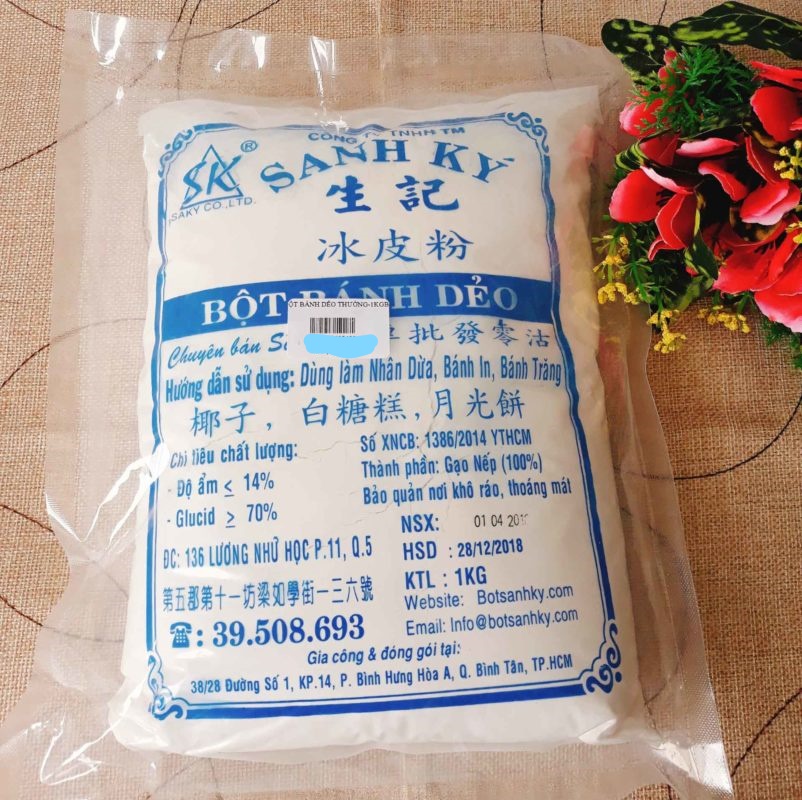 CÔNG TY TNHH TM
SANH KÝ
SK ®
SAKY CO.,LTD.
生記
冰皮粉
BỘT BÁNH DẺO
BỘT BÁNH DẺO THƯỜNG-1KGB
Chuyên bán
批發零沽
Hướng dẫn sử dụng: Dùng làm Nhân Dừa, Bánh In, Bánh Trăng
椰子, 白糖糕, 月光餅
Chỉ tiêu chất lượng:
- Độ ẩm ≤ 14%
- Glucid ≥ 70%
Số XNCB: 1386/2014 YTHCM
Thành phần: Gạo Nếp (100%)
Bảo quản nơi khô ráo, thoáng mát
NSX: 01 04
HSD : 28/12/2018
KTL : 1KG
ĐC: 136 LƯƠNG NHỮ HỌC P.11, Q.5
第五郡第十一坊梁如學街一三六號
☎: 39.508.693
Website: Botsanhky.com
Email: Info@botsanhky.com
Gia công & đóng gói tại:
38/28 Đường Số 1, KP.14, P. Bình Hưng Hòa A, Q. Bình Tân, TP.HCM